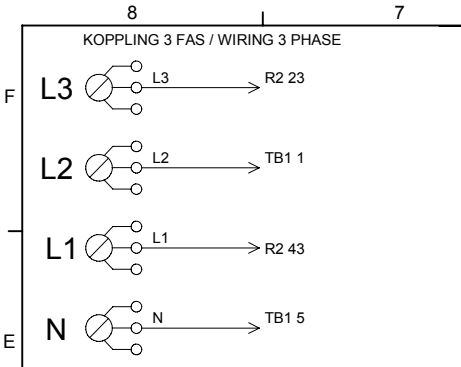 8 7
KOPPLING 3 FAS / WIRING 3 PHASE
F
L3 L3 R2 23
L2 L2 TB1 1
L1 L1 R2 43
N N TB1 5
E